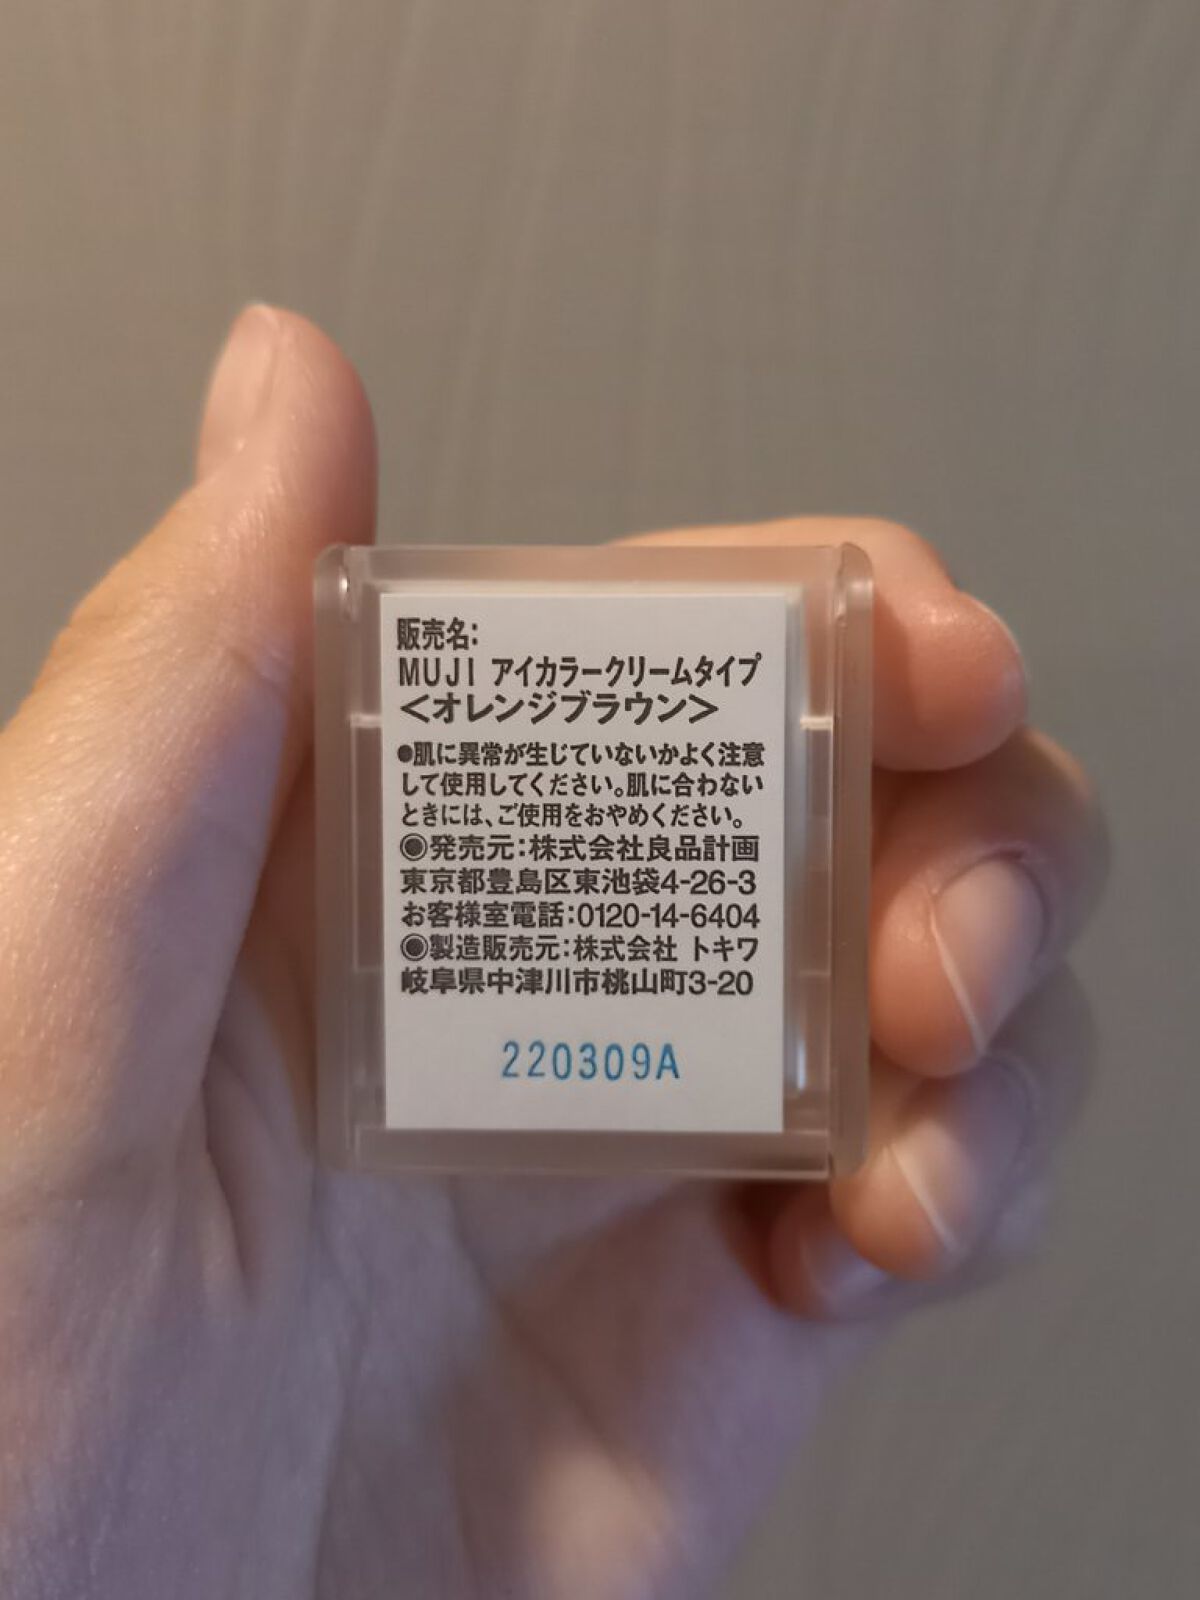 販売名:
MUJI アイカラークリームタイプ
<オレンジブラウン>
●肌に異常が生じていないかよく注意
して使用してください。肌に合わない
ときには、ご使用をおやめください。
◉発売元:株式会社良品計画
東京都豊島区東池袋4-26-3
お客様室電話:0120-14-6404
◉製造販売元:株式会社 トキワ
岐阜県中津川市桃山町3-20
220309A